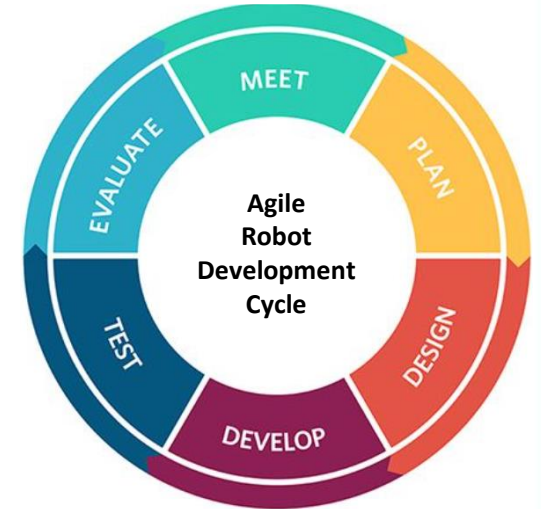 MEET
PLAN
DESIGN
DEVELOP
TEST
EVALUATE
Agile
Robot
Development
Cycle